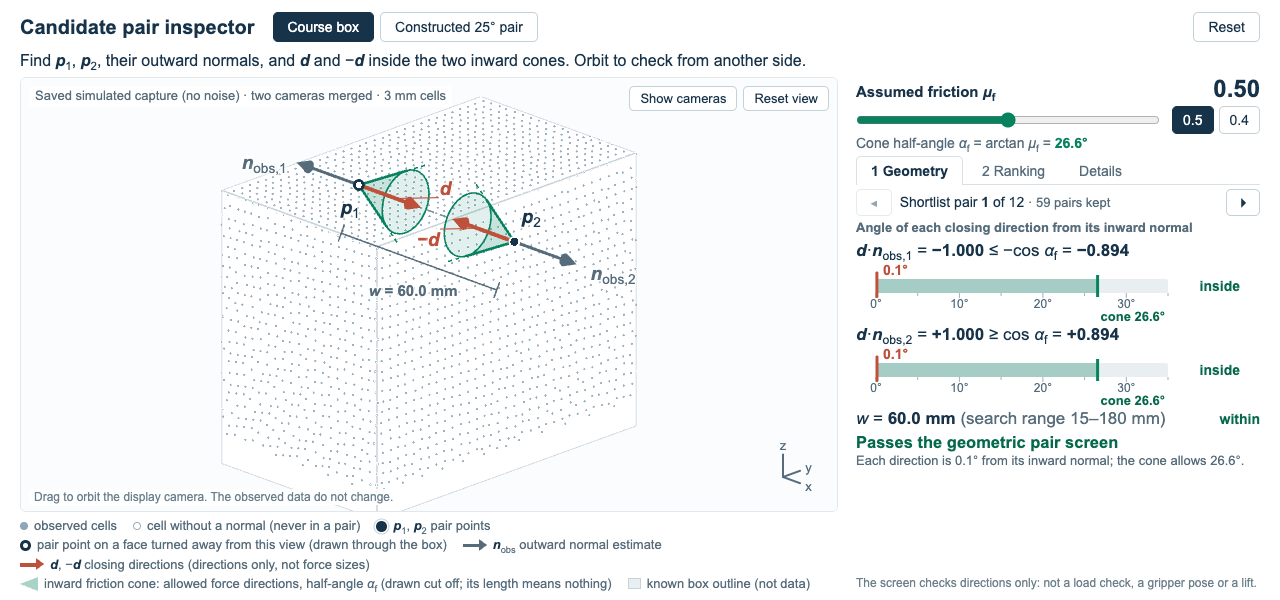 Candidate pair inspector
Course box
Constructed 25° pair
Reset
Find p₁, p₂, their outward normals, and d and −d inside the two inward cones. Orbit to check from another side.
Saved simulated capture (no noise) · two cameras merged · 3 mm cells
Show cameras
Reset view
n_obs,1
p₁
d
−d
p₂
n_obs,2
w = 60.0 mm
z
y
x
Drag to orbit the display camera. The observed data do not change.
observed cells
cell without a normal (never in a pair)
p₁, p₂ pair points
pair point on a face turned away from this view (drawn through the box)
n_obs outward normal estimate
d, −d closing directions (directions only, not force sizes)
inward friction cone: allowed force directions, half-angle α_f (drawn cut off; its length means nothing)
known box outline (not data)
Assumed friction μ_f
0.50
0.5
0.4
Cone half-angle α_f = arctan μ_f = 26.6°
1 Geometry
2 Ranking
Details
Shortlist pair 1 of 12 · 59 pairs kept
Angle of each closing direction from its inward normal
d·n_obs,1 = −1.000 ≤ −cos α_f = −0.894
0.1°
inside
0° 10° 20° 30°
cone 26.6°
d·n_obs,2 = +1.000 ≥ cos α_f = +0.894
0.1°
inside
0° 10° 20° 30°
cone 26.6°
w = 60.0 mm (search range 15–180 mm)
within
Passes the geometric pair screen
Each direction is 0.1° from its inward normal; the cone allows 26.6°.
The screen checks directions only: not a load check, a gripper pose or a lift.